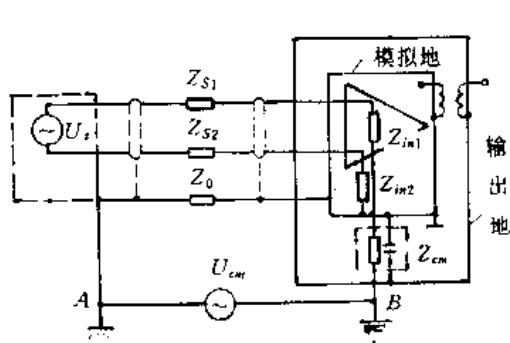 模拟地
Z_{S1}
U_s
Z_{S2}
Z_{in1}
Z_0
Z_{in2}
输出地
Z_{cm}
U_{cm}
A
B